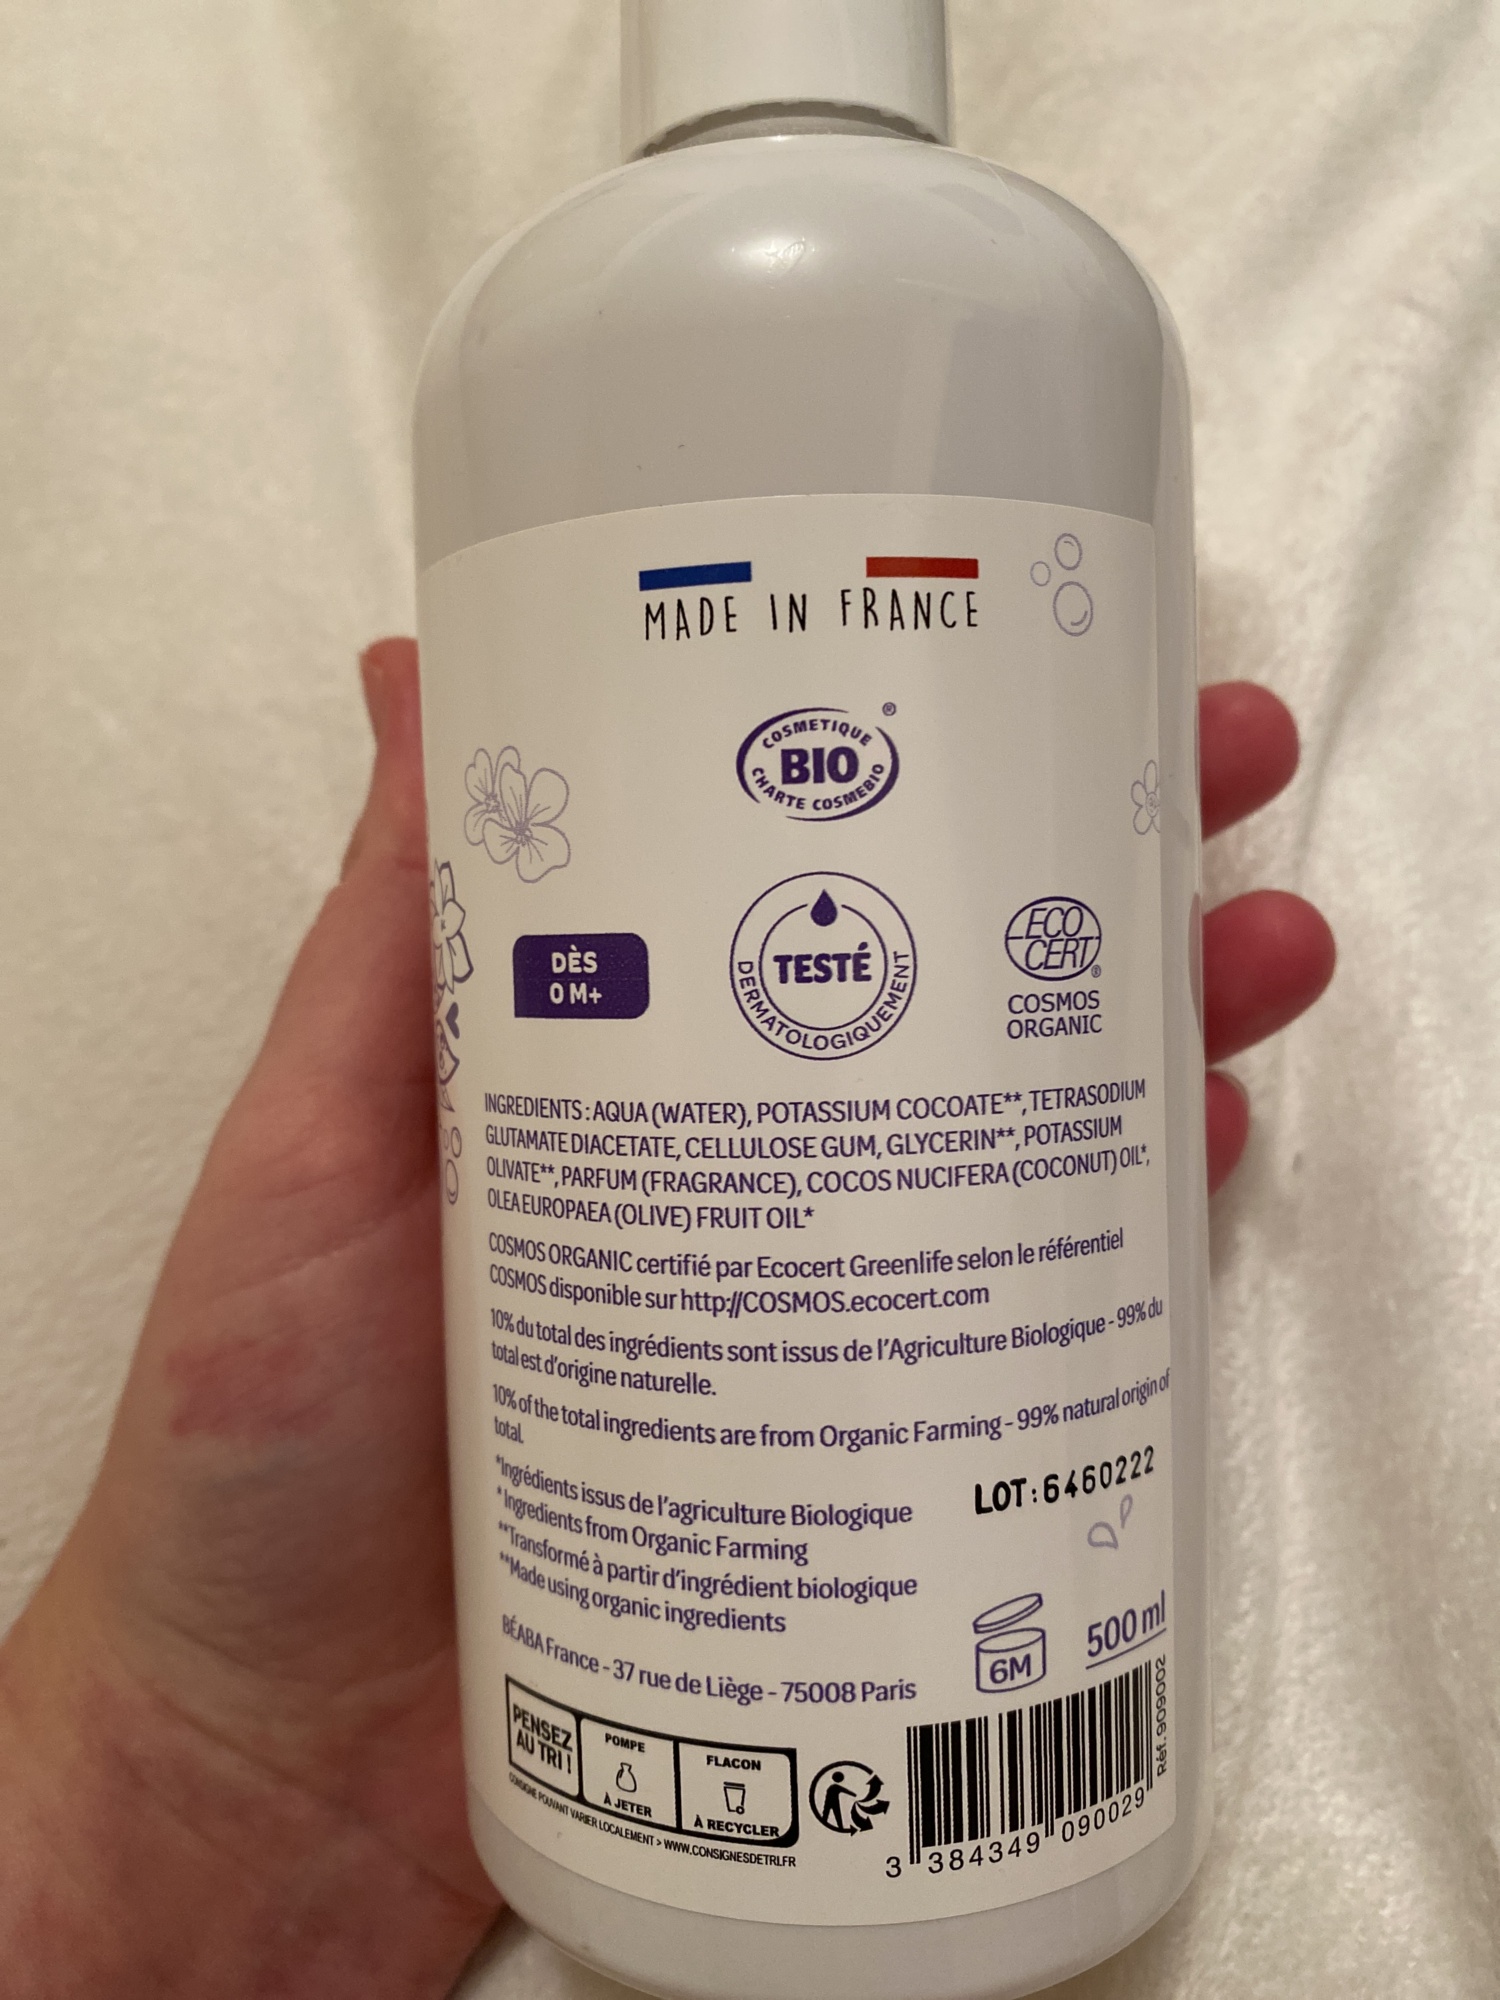 MADE IN FRANCE
COSMETIQUE
®
BIO
CHARTE COSMEBIO
DÈS
0 M+
TESTÉ
DERMATOLOGIQUEMENT
ECO
CERT
®
COSMOS
ORGANIC
INGREDIENTS : AQUA (WATER), POTASSIUM COCOATE**, TETRASODIUM
GLUTAMATE DIACETATE, CELLULOSE GUM, GLYCERIN**, POTASSIUM
OLIVATE**, PARFUM (FRAGRANCE), COCOS NUCIFERA (COCONUT) OIL*,
OLEA EUROPAEA (OLIVE) FRUIT OIL*
COSMOS ORGANIC certifié par Ecocert Greenlife selon le référentiel
COSMOS disponible sur http://COSMOS.ecocert.com
10% du total des ingrédients sont issus de l'Agriculture Biologique - 99% du
total est d'origine naturelle.
10% of the total ingredients are from Organic Farming - 99% natural origin of
total.
*Ingrédients issus de l'agriculture Biologique
*Ingredients from Organic Farming
**Transformé à partir d'ingrédient biologique
**Made using organic ingredients
LOT:6460222
BÉABA France - 37 rue de Liège - 75008 Paris
6M
500 ml
PENSEZ
AU TRI !
POMPE
À JETER
FLACON
À RECYCLER
CONSIGNE POUVANT VARIER LOCALEMENT > WWW.CONSIGNESDETRI.FR
3 384349 090029
Réf. 909002